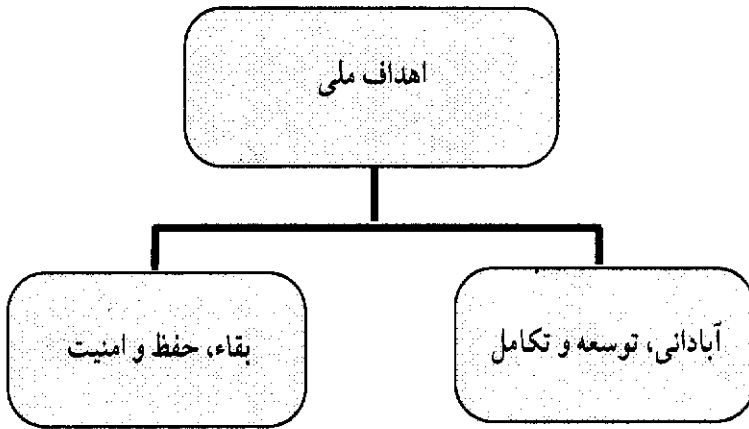 اهداف ملی
آبادانی، توسعه و تکامل
بقاء، حفظ و امنیت